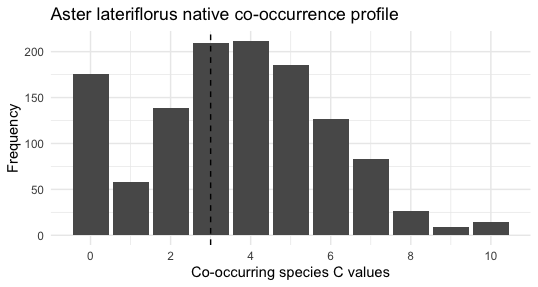 Aster lateriflorus native co-occurrence profile
200
150
100
50
0
Frequency
0 2 4 6 8 10
Co-occurring species C values